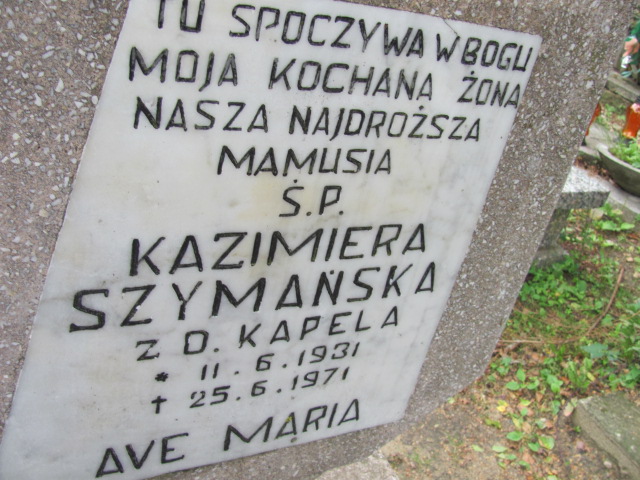 TU SPOCZYWA W BOGU
MOJA KOCHANA ŻONA
NASZA NAJDROŻSZA
MAMUSIA
Ś.P.
KAZIMIERA
SZYMAŃSKA
Z D. KAPELA
* 11.6.1931
† 25.6.1971
AVE MARIA